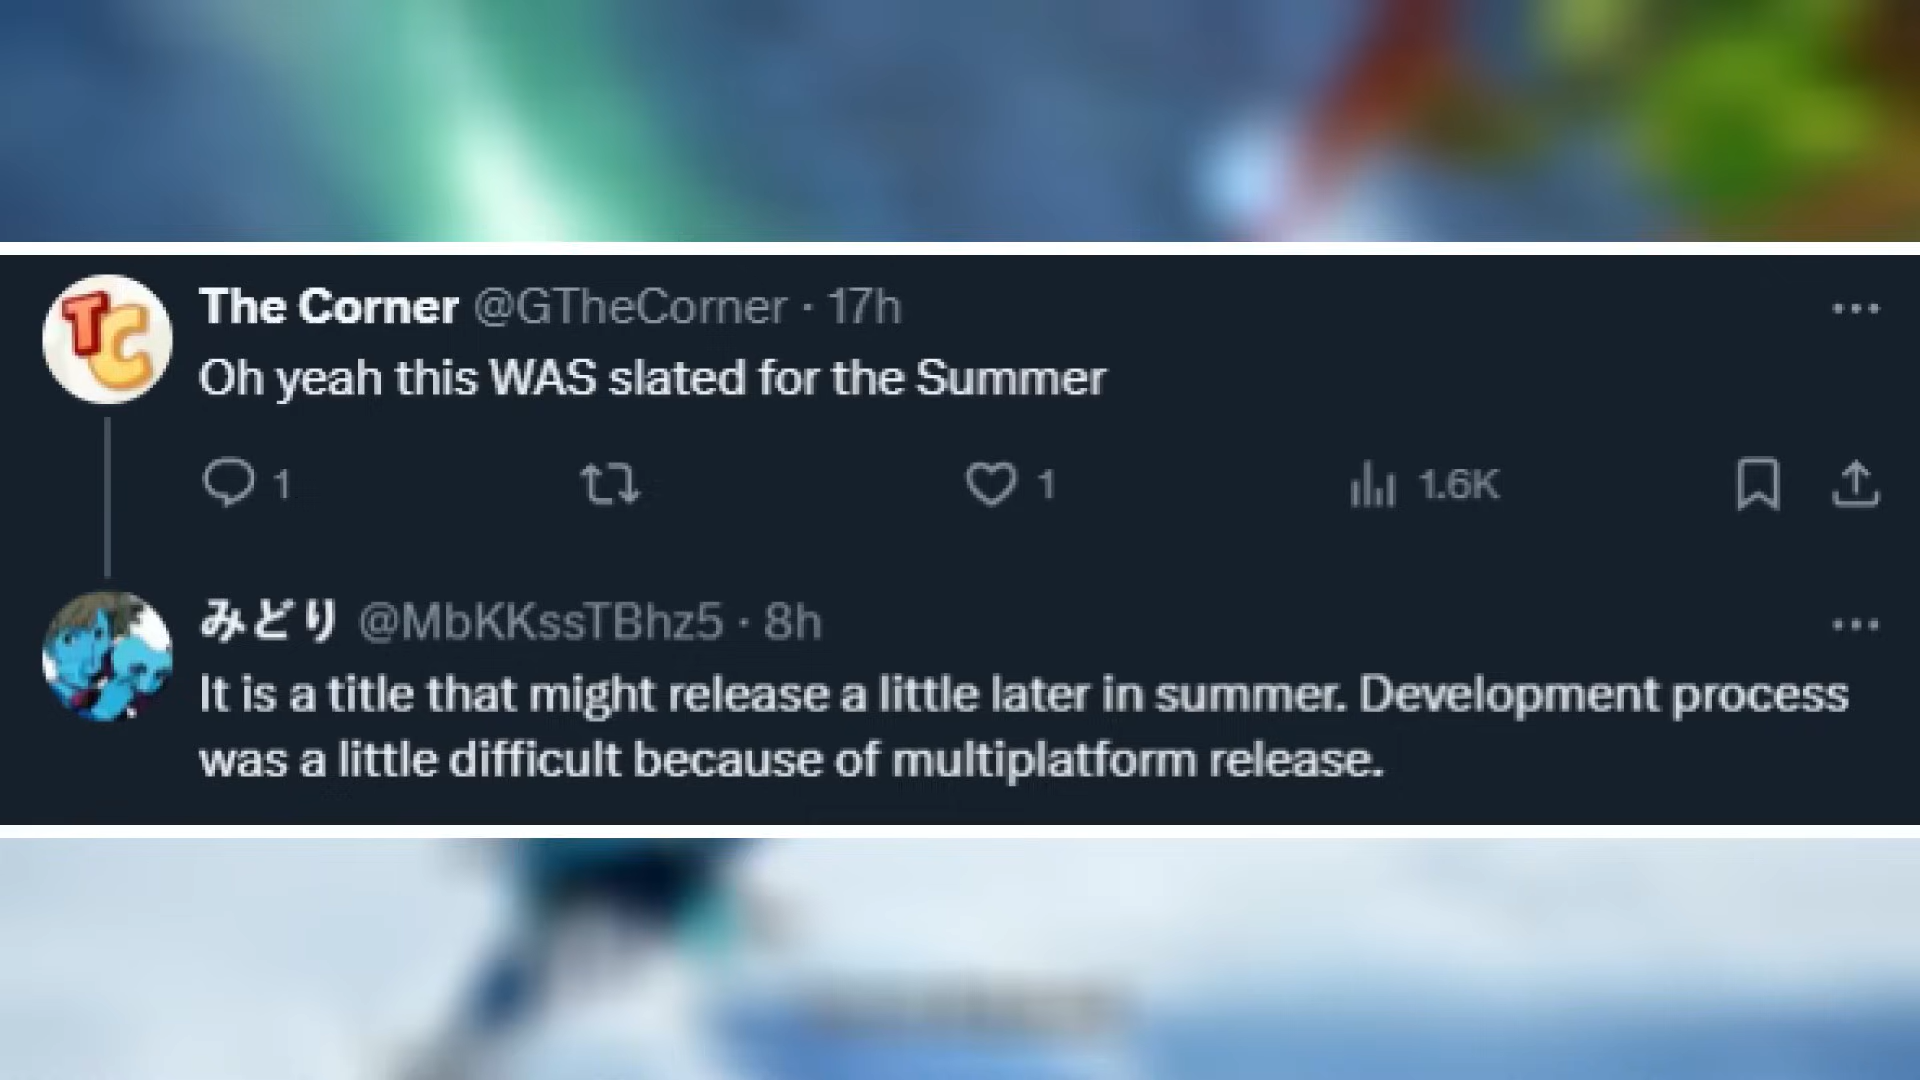 TC
The Corner @GTheCorner · 17h
Oh yeah this WAS slated for the Summer
1 1 1.6K
みどり @MbKKssTBhz5 · 8h
It is a title that might release a little later in summer. Development process
was a little difficult because of multiplatform release.